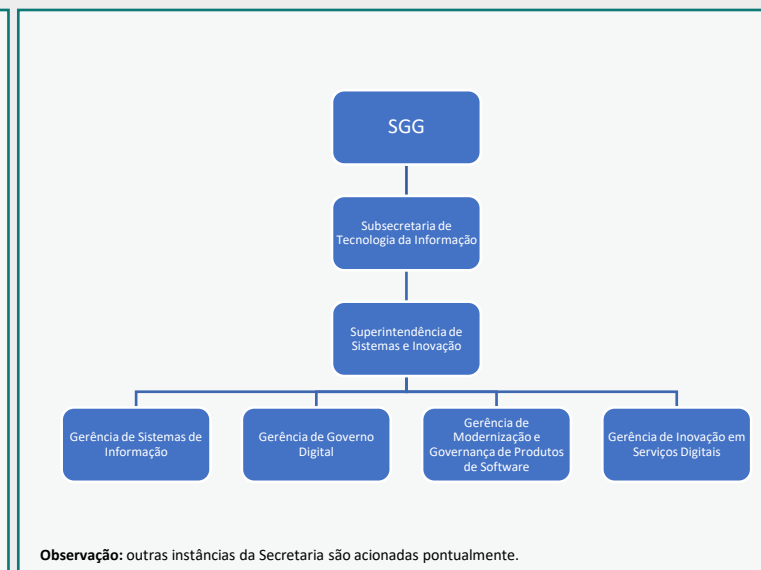 SGG
Subsecretaria de
Tecnologia da Informação
Superintendência de
Sistemas e Inovação
Gerência de Sistemas de
Informação
Gerência de Governo
Digital
Gerência de
Modernização e
Governança de Produtos
de Software
Gerência de Inovação em
Serviços Digitais
Observação: outras instâncias da Secretaria são acionadas pontualmente.